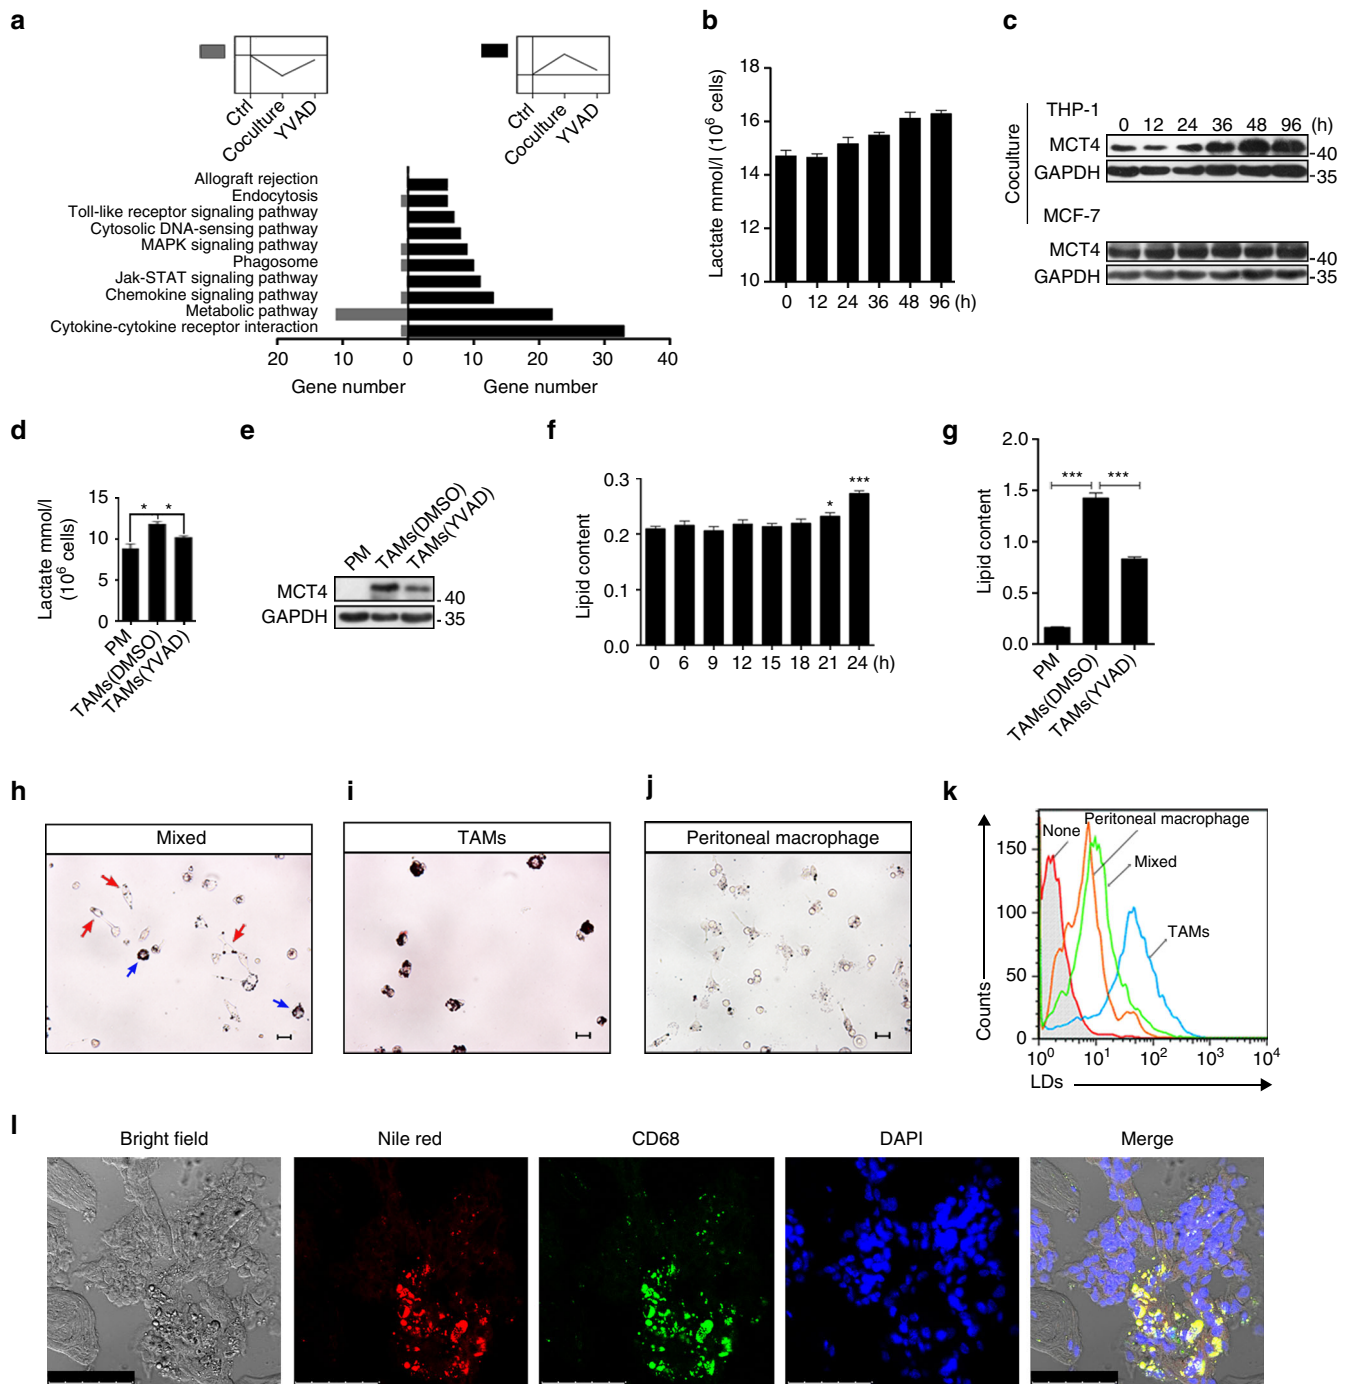 a
Ctrl
Coculture
YVAD
Ctrl
Coculture
YVAD
Allograft rejection
Endocytosis
Toll-like receptor signaling pathway
Cytosolic DNA-sensing pathway
MAPK signaling pathway
Phagosome
Jak-STAT signaling pathway
Chemokine signaling pathway
Metabolic pathway
Cytokine-cytokine receptor interaction
20 10 0 10 20 30 40
Gene number Gene number
b
Lactate mmol/l (10⁶ cells)
18
16
14
12
10
0 12 24 36 48 96 (h)
c
Coculture
THP-1
0 12 24 36 48 96 (h)
MCT4 -40
GAPDH -35
MCF-7
MCT4 -40
GAPDH -35
d
Lactate mmol/l
(10⁶ cells)
15
10
5
0
* *
PM
TAMs(DMSO)
TAMs(YVAD)
e
PM
TAMs(DMSO)
TAMs(YVAD)
MCT4 - 40
GAPDH - 35
f
Lipid content
0.3
0.2
0.1
0.0
* ***
0 6 9 12 15 18 21 24 (h)
g
Lipid content
2.0
1.5
1.0
0.5
0.0
*** ***
PM
TAMs(DMSO)
TAMs(YVAD)
h
Mixed
i
TAMs
j
Peritoneal macrophage
k
Counts
150
100
50
0
None
Peritoneal macrophage
Mixed
TAMs
10⁰ 10¹ 10² 10³ 10⁴
LDs
l
Bright field Nile red CD68 DAPI Merge